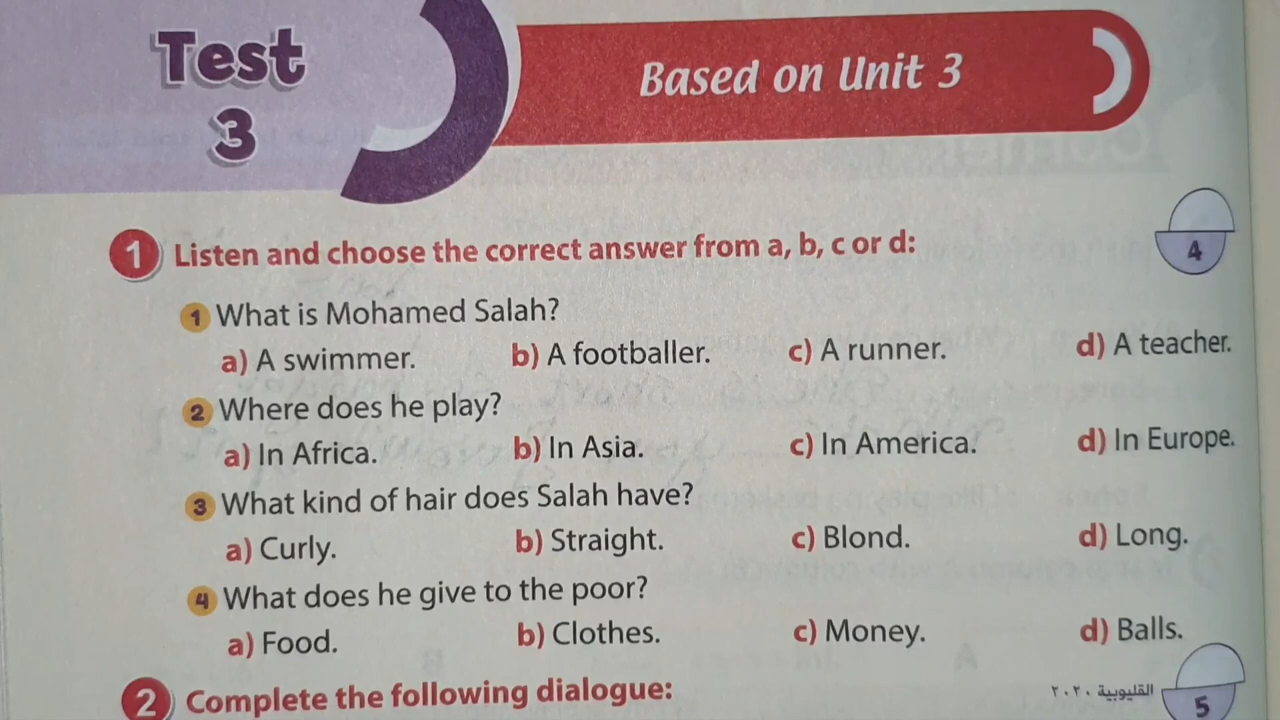 Test
3
Based on Unit 3
1 Listen and choose the correct answer from a, b, c or d:
4
1 What is Mohamed Salah?
a) A swimmer. b) A footballer. c) A runner. d) A teacher.
2 Where does he play?
a) In Africa. b) In Asia. c) In America. d) In Europe.
3 What kind of hair does Salah have?
a) Curly. b) Straight. c) Blond. d) Long.
4 What does he give to the poor?
a) Food. b) Clothes. c) Money. d) Balls.
2 Complete the following dialogue:
القليوبية ٢٠٢٠
5